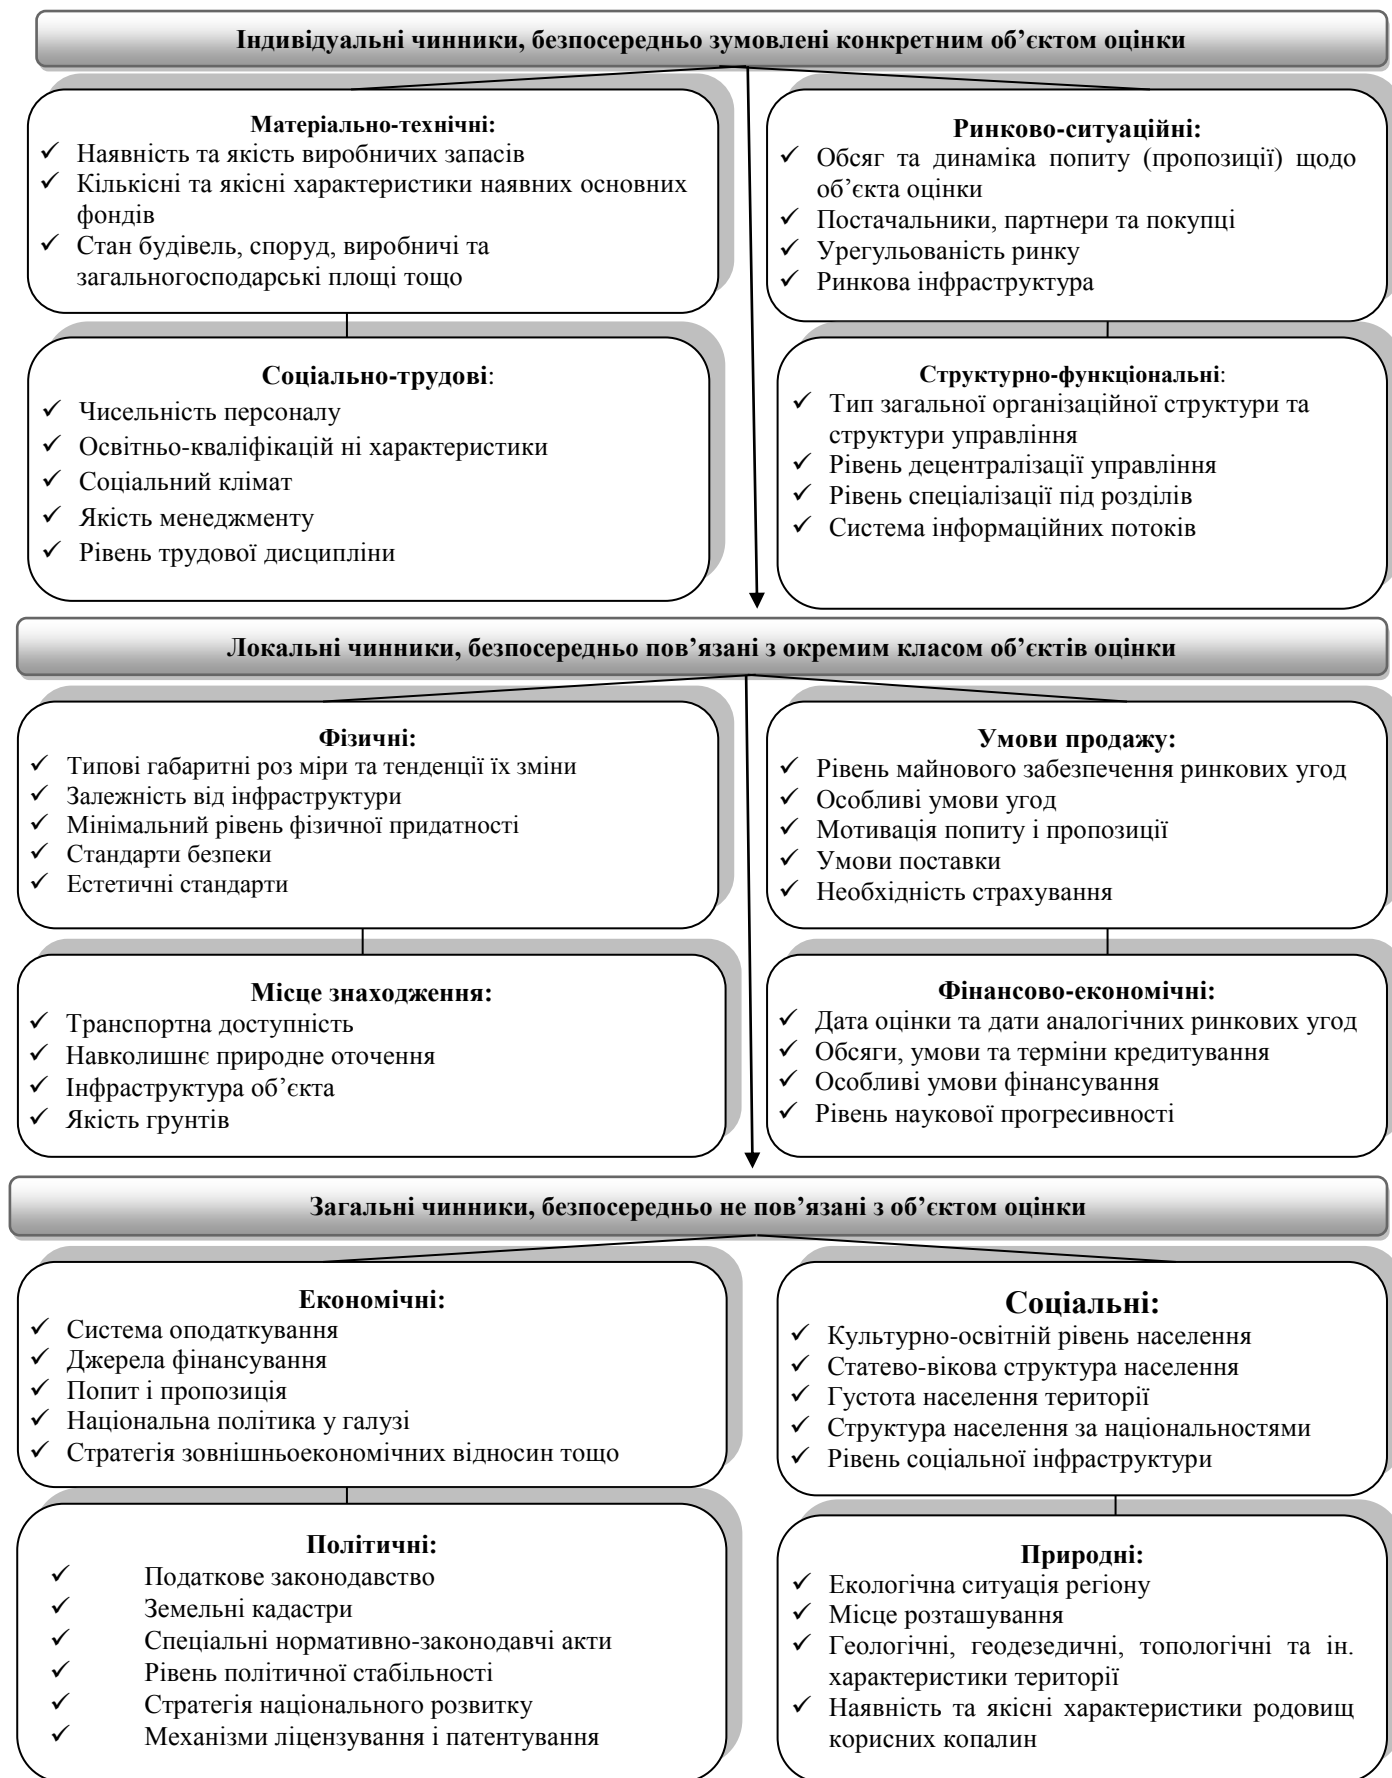 Індивідуальні чинники, безпосередньо зумовлені конкретним об’єктом оцінки
Матеріально-технічні:
✓ Наявність та якість виробничих запасів
✓ Кількісні та якісні характеристики наявних основних
фондів
✓ Стан будівель, споруд, виробничі та
загальногосподарські площі тощо
Ринково-ситуаційні:
✓ Обсяг та динаміка попиту (пропозиції) щодо
об’єкта оцінки
✓ Постачальники, партнери та покупці
✓ Урегульованість ринку
✓ Ринкова інфраструктура
Соціально-трудові:
✓ Чисельність персоналу
✓ Освітньо-кваліфікацій ні характеристики
✓ Соціальний клімат
✓ Якість менеджменту
✓ Рівень трудової дисципліни
Структурно-функціональні:
✓ Тип загальної організаційної структури та
структури управління
✓ Рівень децентралізації управління
✓ Рівень спеціалізації під розділів
✓ Система інформаційних потоків
Локальні чинники, безпосередньо пов’язані з окремим класом об’єктів оцінки
Фізичні:
✓ Типові габаритні роз міри та тенденції їх зміни
✓ Залежність від інфраструктури
✓ Мінімальний рівень фізичної придатності
✓ Стандарти безпеки
✓ Естетичні стандарти
Умови продажу:
✓ Рівень майнового забезпечення ринкових угод
✓ Особливі умови угод
✓ Мотивація попиту і пропозиції
✓ Умови поставки
✓ Необхідність страхування
Місце знаходження:
✓ Транспортна доступність
✓ Навколишнє природне оточення
✓ Інфраструктура об’єкта
✓ Якість грунтів
Фінансово-економічні:
✓ Дата оцінки та дати аналогічних ринкових угод
✓ Обсяги, умови та терміни кредитування
✓ Особливі умови фінансування
✓ Рівень наукової прогресивності
Загальні чинники, безпосередньо не пов’язані з об’єктом оцінки
Економічні:
✓ Система оподаткування
✓ Джерела фінансування
✓ Попит і пропозиція
✓ Національна політика у галузі
✓ Стратегія зовнішньоекономічних відносин тощо
Соціальні:
✓ Культурно-освітній рівень населення
✓ Статево-вікова структура населення
✓ Густота населення території
✓ Структура населення за національностями
✓ Рівень соціальної інфраструктури
Політичні:
✓ Податкове законодавство
✓ Земельні кадастри
✓ Спеціальні нормативно-законодавчі акти
✓ Рівень політичної стабільності
✓ Стратегія національного розвитку
✓ Механізми ліцензування і патентування
Природні:
✓ Екологічна ситуація регіону
✓ Місце розташування
✓ Геологічні, геодезедичні, топологічні та ін.
характеристики території
✓ Наявність та якісні характеристики родовищ
корисних копалин